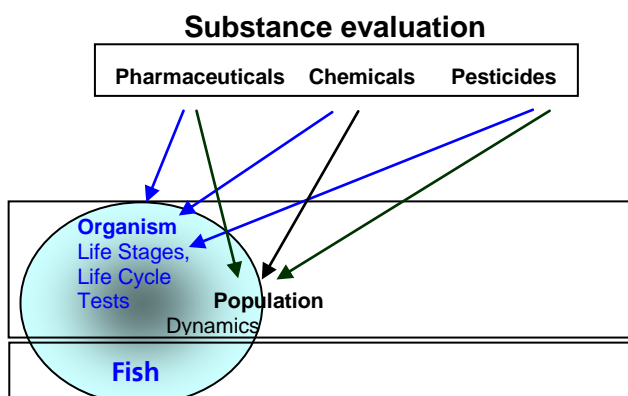 Substance evaluation
Pharmaceuticals Chemicals Pesticides
Organism
Life Stages,
Life Cycle
Tests
Population
Dynamics
Fish